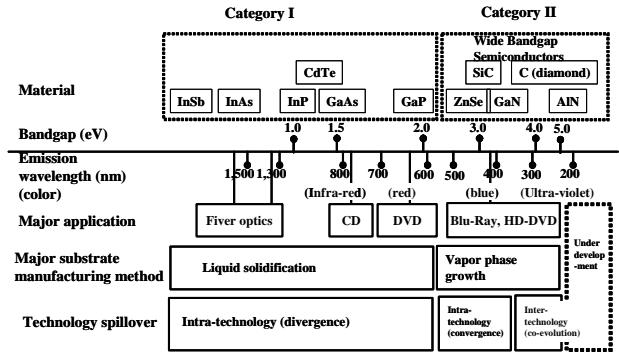 Category I
Category II
Wide Bandgap
Semiconductors
CdTe
SiC
C (diamond)
Material
InSb
InAs
InP
GaAs
GaP
ZnSe
GaN
AlN
Bandgap (eV)
1.0
1.5
2.0
3.0
4.0
5.0
Emission
wavelength (nm)
(color)
1,500
1,300
800
700
600
500
400
300
200
(Infra-red)
(red)
(blue)
(Ultra-violet)
Major application
Fiver optics
CD
DVD
Blu-Ray, HD-DVD
Under
develop
-ment
Major substrate
manufacturing method
Liquid solidification
Vapor phase
growth
Technology spillover
Intra-technology (divergence)
Intra-
technology
(convergence)
Inter-
technology
(co-evolution)